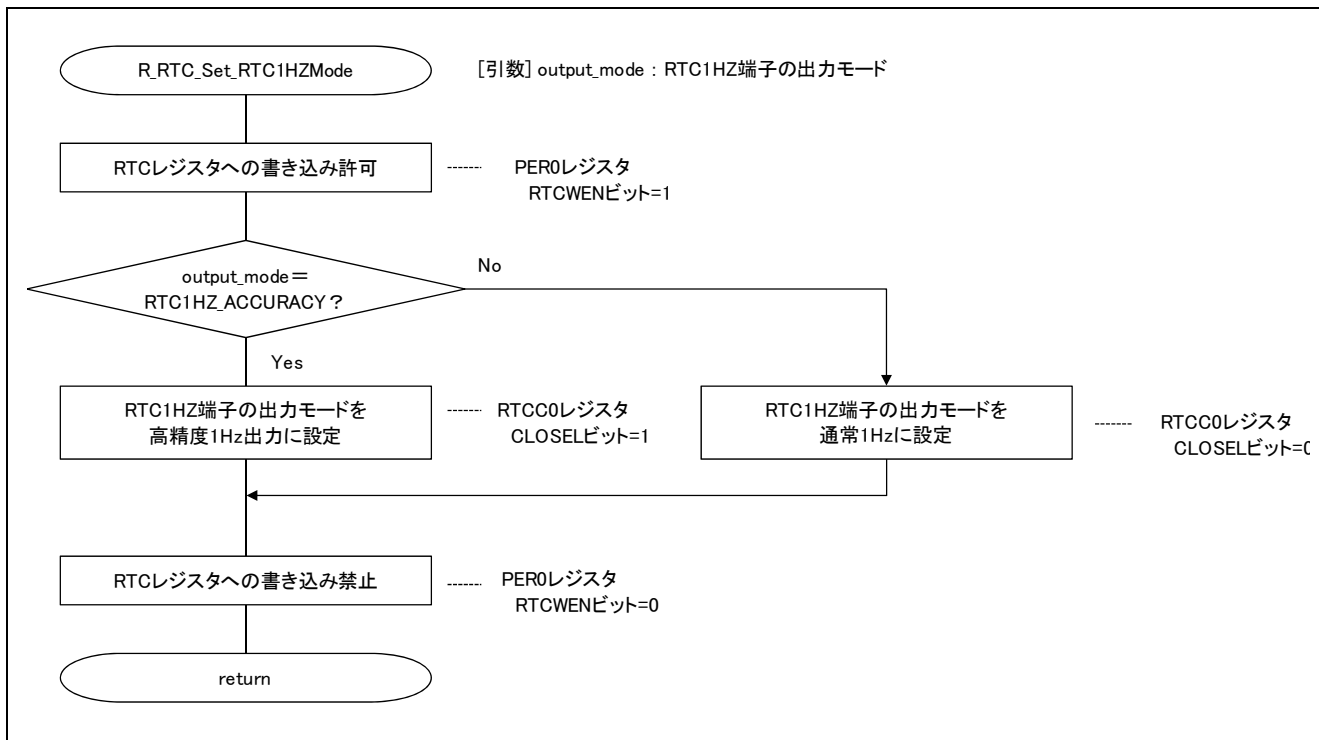 R_RTC_Set_RTC1HZMode
[引数] output_mode : RTC1HZ端子の出力モード
RTCレジスタへの書き込み許可
PER0レジスタ
RTCWENビット=1
output_mode=
RTC1HZ_ACCURACY?
No
Yes
RTC1HZ端子の出力モードを
高精度1Hz出力に設定
RTCC0レジスタ
CLOSELビット=1
RTC1HZ端子の出力モードを
通常1Hzに設定
RTCC0レジスタ
CLOSELビット=0
RTCレジスタへの書き込み禁止
PER0レジスタ
RTCWENビット=0
return